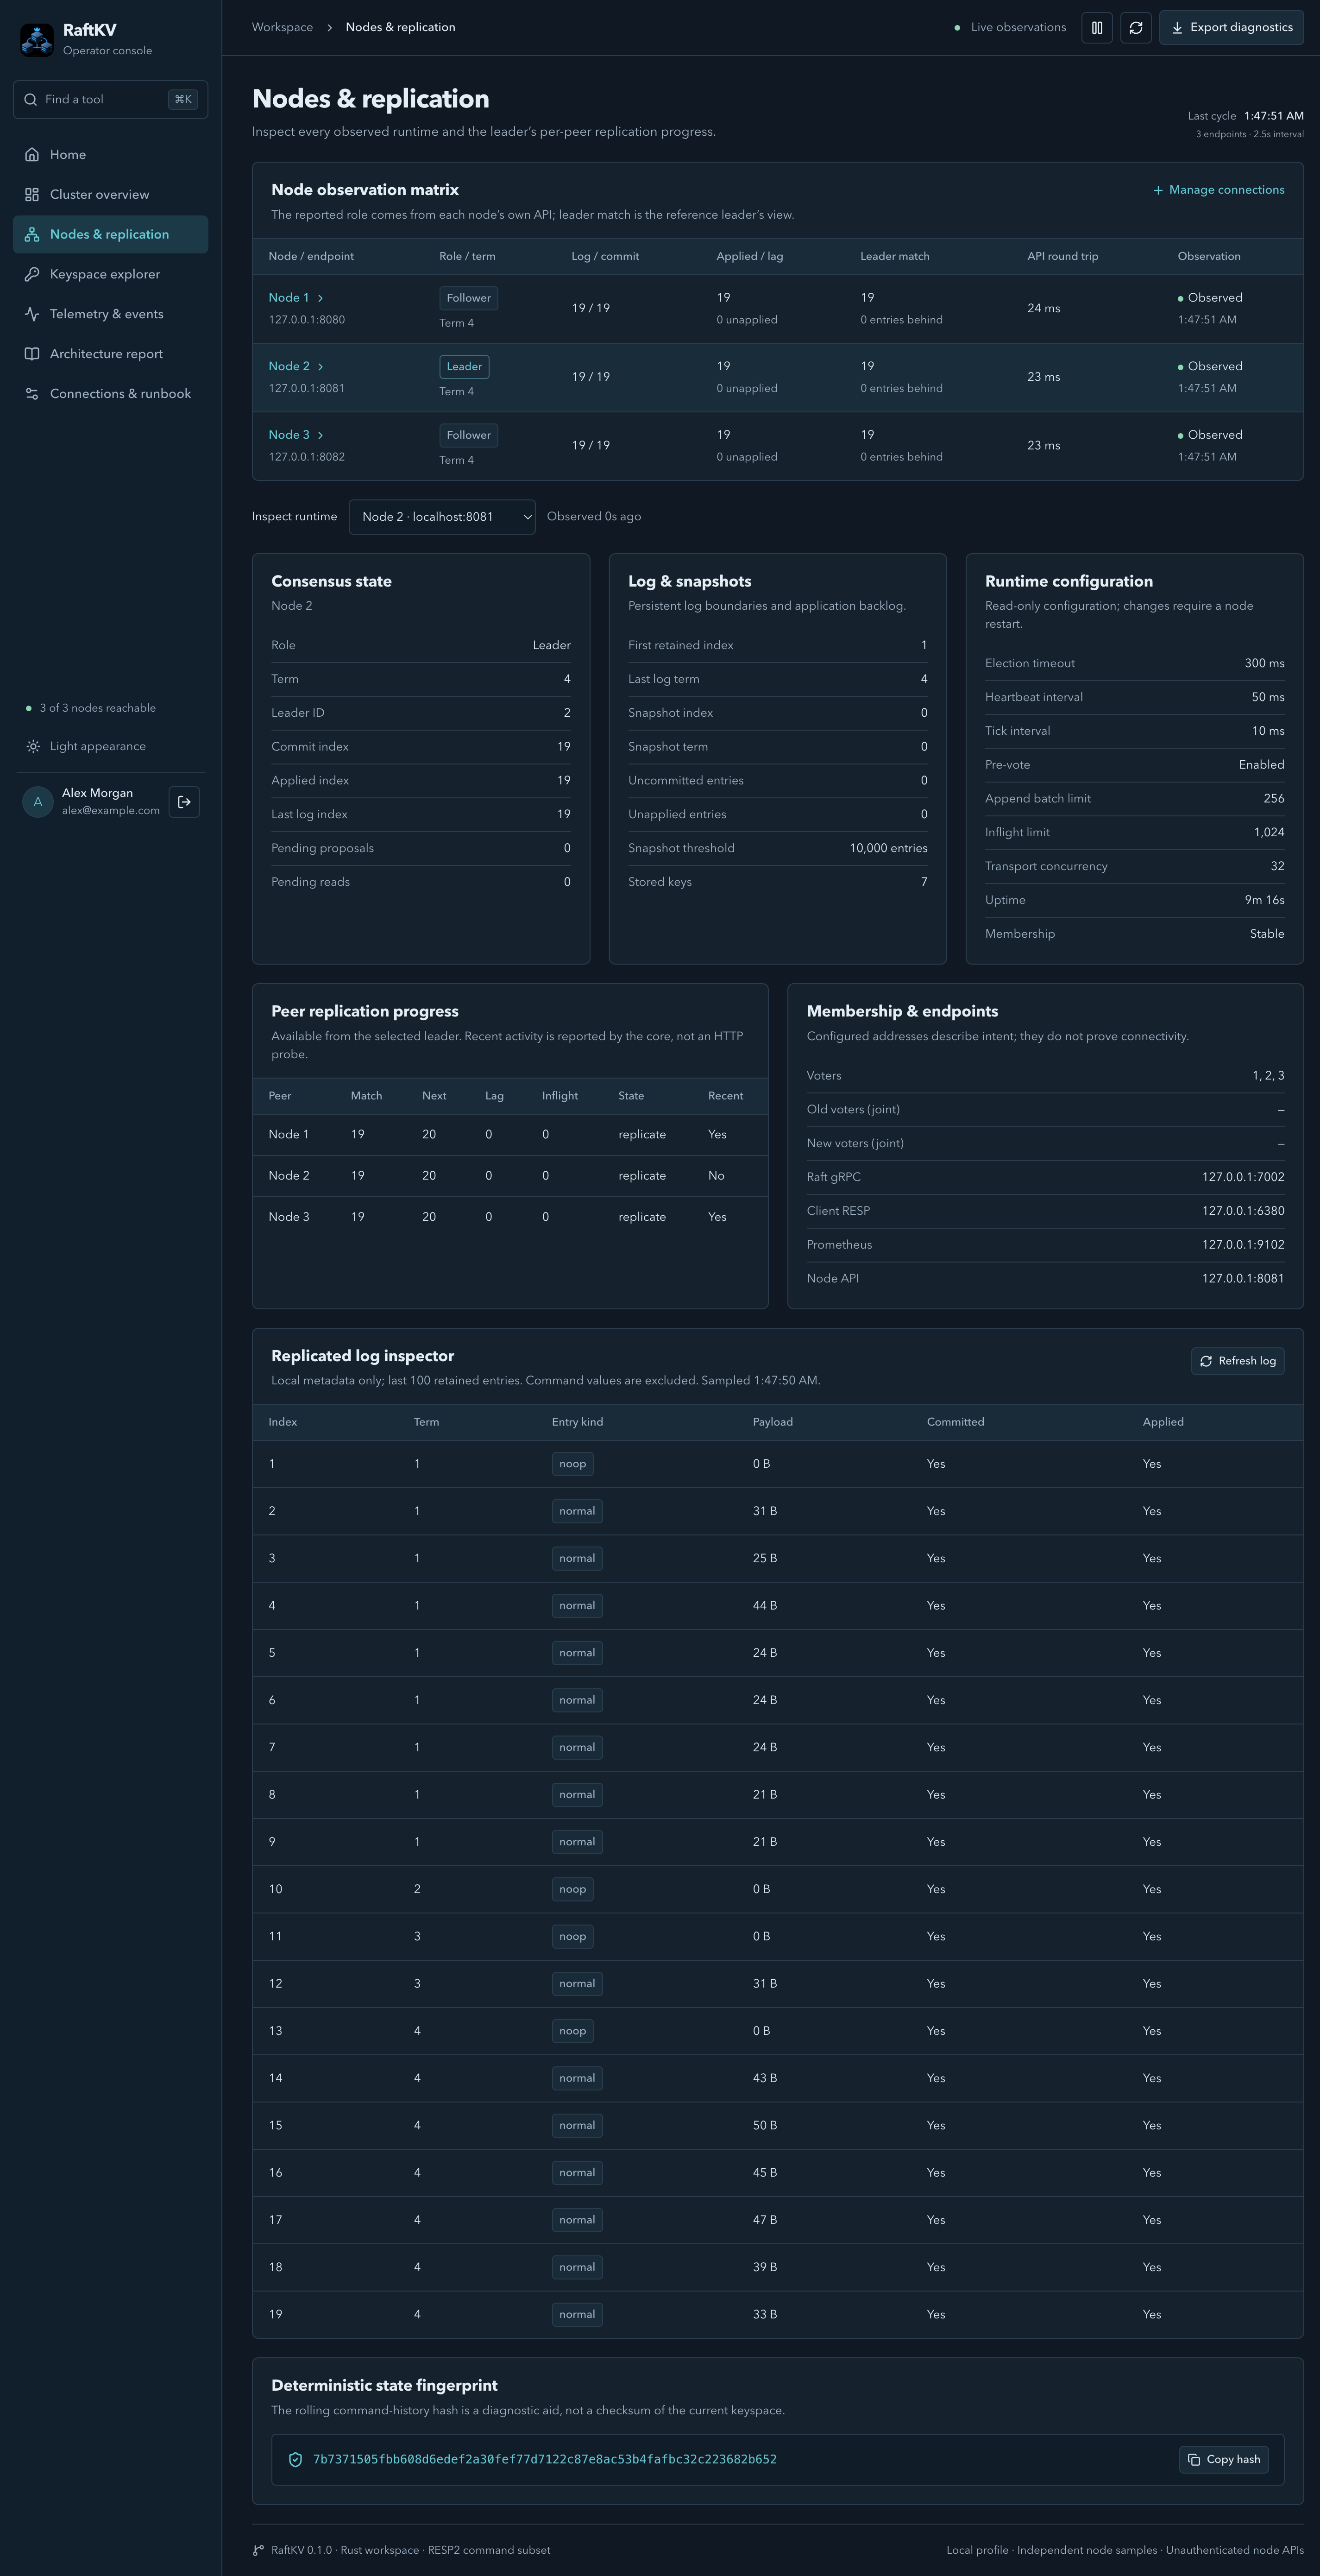 RaftKV
Operator console
Find a tool ⌘K
Home
Cluster overview
Nodes & replication
Keyspace explorer
Telemetry & events
Architecture report
Connections & runbook
3 of 3 nodes reachable
Light appearance
A
Alex Morgan
alex@example.com
Workspace > Nodes & replication
Live observations
Export diagnostics
Nodes & replication
Inspect every observed runtime and the leader’s per-peer replication progress.
Last cycle 1:47:51 AM
3 endpoints · 2.5s interval
Node observation matrix
Manage connections
The reported role comes from each node’s own API; leader match is the reference leader’s view.
Node / endpoint Role / term Log / commit Applied / lag Leader match API round trip Observation
Node 1 Follower 19 / 19 19 19 24 ms Observed
127.0.0.1:8080 Term 4 0 unapplied 0 entries behind 1:47:51 AM
Node 2 Leader 19 / 19 19 19 23 ms Observed
127.0.0.1:8081 Term 4 0 unapplied 0 entries behind 1:47:51 AM
Node 3 Follower 19 / 19 19 19 23 ms Observed
127.0.0.1:8082 Term 4 0 unapplied 0 entries behind 1:47:51 AM
Inspect runtime Node 2 · localhost:8081 Observed 0s ago
Consensus state
Node 2
Role Leader
Term 4
Leader ID 2
Commit index 19
Applied index 19
Last log index 19
Pending proposals 0
Pending reads 0
Log & snapshots
Persistent log boundaries and application backlog.
First retained index 1
Last log term 4
Snapshot index 0
Snapshot term 0
Uncommitted entries 0
Unapplied entries 0
Snapshot threshold 10,000 entries
Stored keys 7
Runtime configuration
Read-only configuration; changes require a node
restart.
Election timeout 300 ms
Heartbeat interval 50 ms
Tick interval 10 ms
Pre-vote Enabled
Append batch limit 256
Inflight limit 1,024
Transport concurrency 32
Uptime 9m 16s
Membership Stable
Peer replication progress
Available from the selected leader. Recent activity is reported by the core, not an HTTP
probe.
Peer Match Next Lag Inflight State Recent
Node 1 19 20 0 0 replicate Yes
Node 2 19 20 0 0 replicate No
Node 3 19 20 0 0 replicate Yes
Membership & endpoints
Configured addresses describe intent; they do not prove connectivity.
Voters 1, 2, 3
Old voters (joint) –
New voters (joint) –
Raft gRPC 127.0.0.1:7002
Client RESP 127.0.0.1:6380
Prometheus 127.0.0.1:9102
Node API 127.0.0.1:8081
Replicated log inspector
Refresh log
Local metadata only; last 100 retained entries. Command values are excluded. Sampled 1:47:50 AM.
Index Term Entry kind Payload Committed Applied
1 1 noop 0 B Yes Yes
2 1 normal 31 B Yes Yes
3 1 normal 25 B Yes Yes
4 1 normal 44 B Yes Yes
5 1 normal 24 B Yes Yes
6 1 normal 24 B Yes Yes
7 1 normal 24 B Yes Yes
8 1 normal 21 B Yes Yes
9 1 normal 21 B Yes Yes
10 2 noop 0 B Yes Yes
11 3 noop 0 B Yes Yes
12 3 normal 31 B Yes Yes
13 4 noop 0 B Yes Yes
14 4 normal 43 B Yes Yes
15 4 normal 50 B Yes Yes
16 4 normal 45 B Yes Yes
17 4 normal 47 B Yes Yes
18 4 normal 39 B Yes Yes
19 4 normal 33 B Yes Yes
Deterministic state fingerprint
The rolling command-history hash is a diagnostic aid, not a checksum of the current keyspace.
7b7371505fbb608d6edef2a30fef77d7122c87e8ac53b4fafbc32c223682b652
Copy hash
RaftKV 0.1.0 · Rust workspace · RESP2 command subset
Local profile · Independent node samples · Unauthenticated node APIs